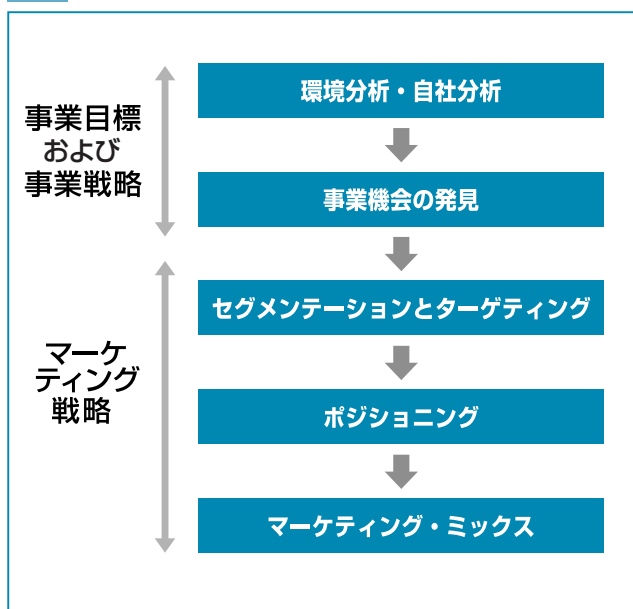 事業目標
および
事業戦略
環境分析・自社分析
事業機会の発見
マーケ
ティング
戦略
セグメンテーションとターゲティング
ポジショニング
マーケティング・ミックス